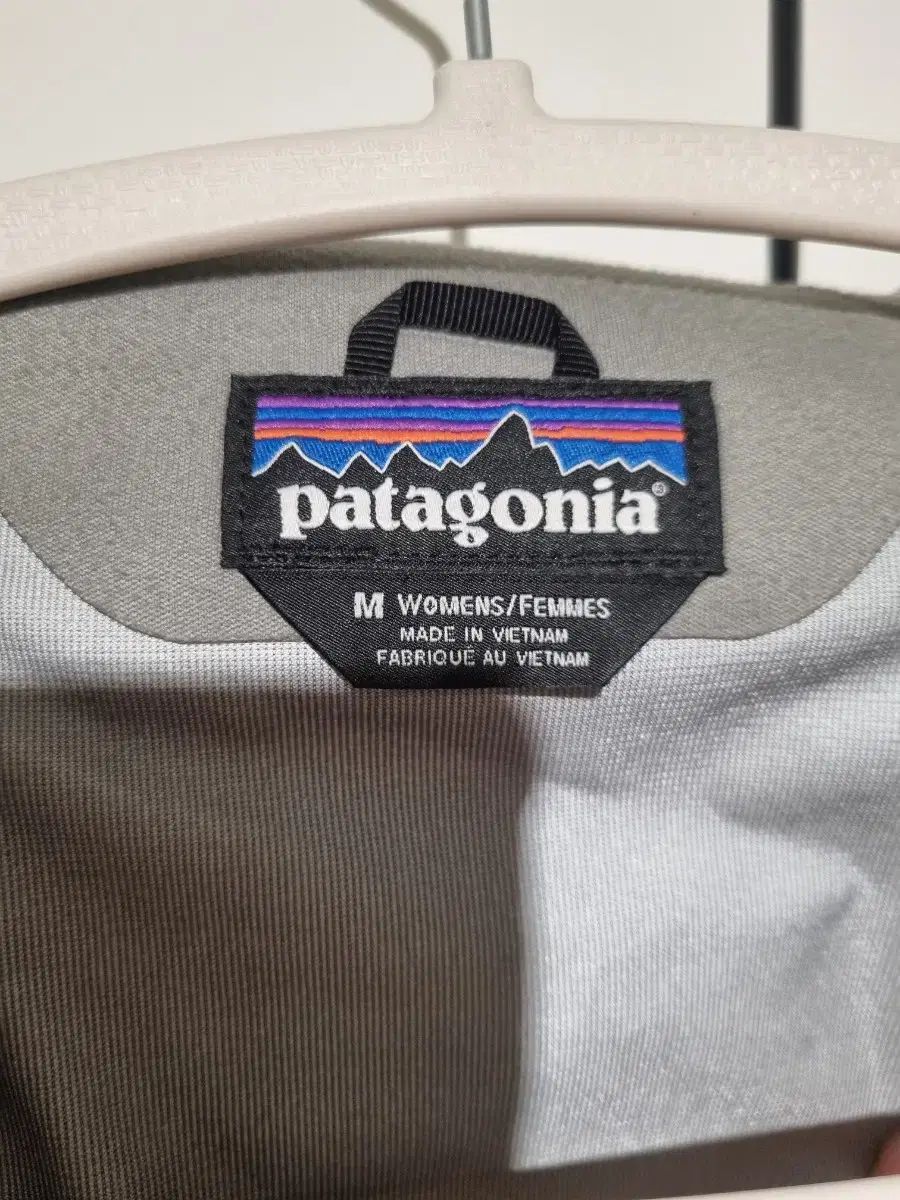 patagonia®
M WOMENS/FEMMES
MADE IN VIETNAM
FABRIQUÉ AU VIETNAM